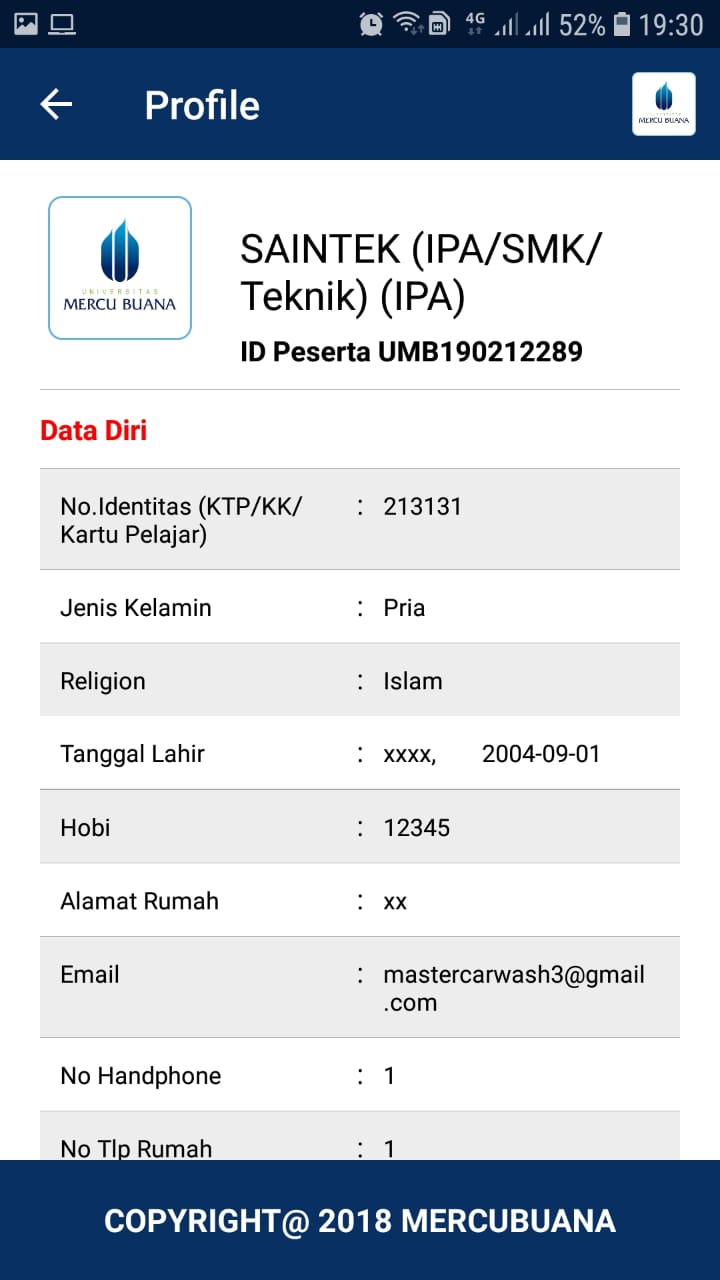 4G 52% 19:30
Profile
MERCU BUANA
UNIVERSITAS
MERCU BUANA
SAINTEK (IPA/SMK/
Teknik) (IPA)
ID Peserta UMB190212289
Data Diri
No.Identitas (KTP/KK/
Kartu Pelajar) : 213131
Jenis Kelamin : Pria
Religion : Islam
Tanggal Lahir : xxxx, 2004-09-01
Hobi : 12345
Alamat Rumah : xx
Email : mastercarwash3@gmail
.com
No Handphone : 1
No Tlp Rumah : 1
COPYRIGHT@ 2018 MERCUBUANA